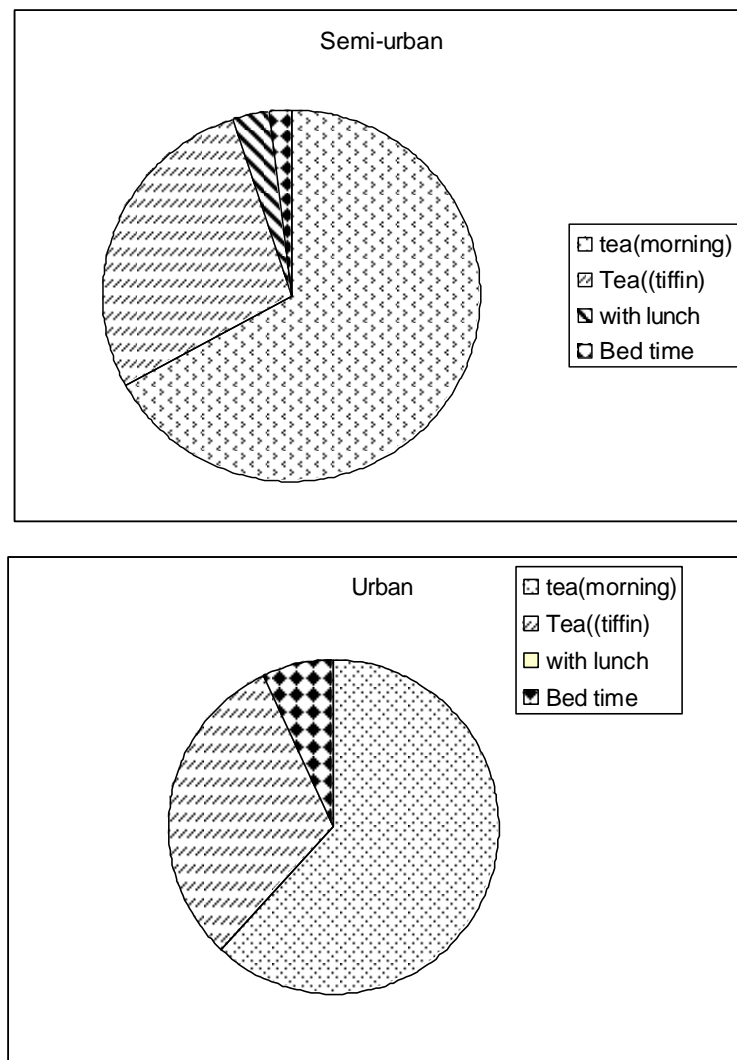 Semi-urban
tea(morning)
Tea((tiffin)
with lunch
Bed time
Urban
tea(morning)
Tea((tiffin)
with lunch
Bed time